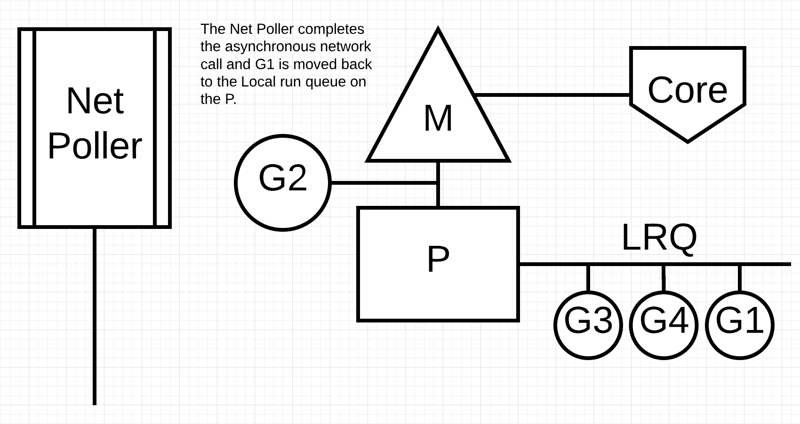 Net
Poller
The Net Poller completes
the asynchronous network
call and G1 is moved back
to the Local run queue on
the P.
M
Core
G2
P
LRQ
G3
G4
G1